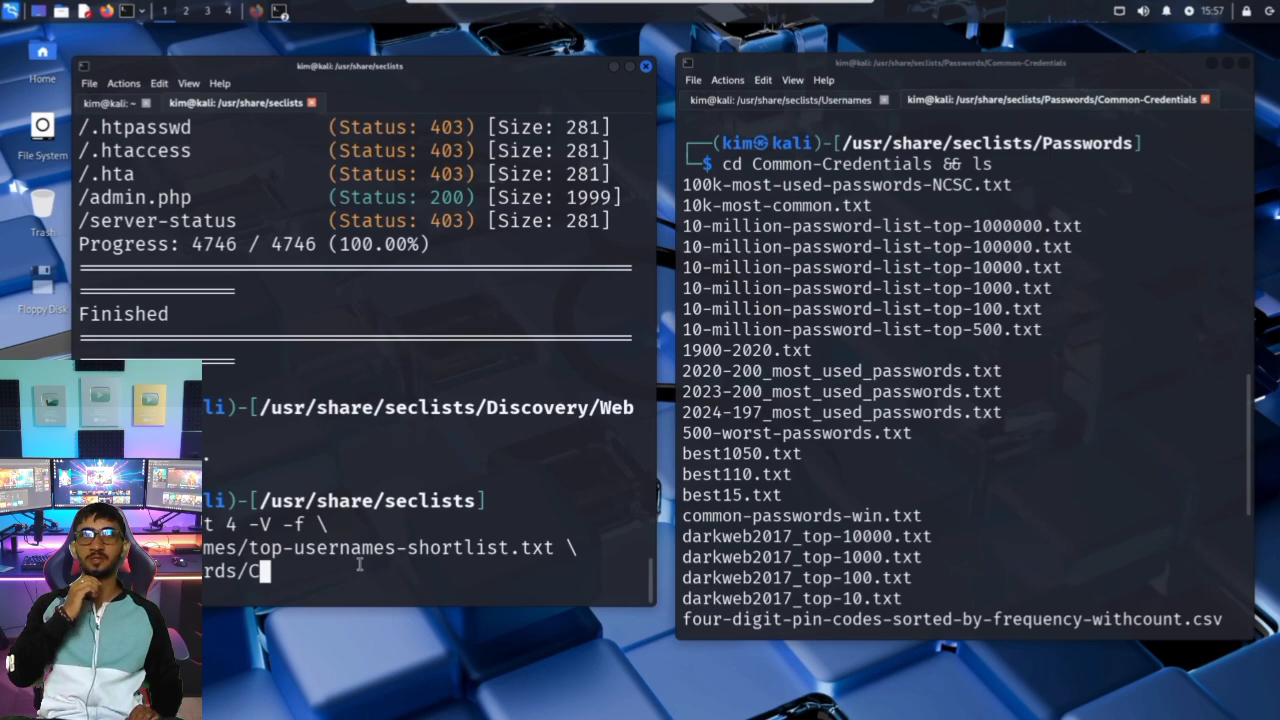 1 2 3 4
15:57
Home
File System
Trash
Floppy Disk
kim@kali: /usr/share/seclists
File Actions Edit View Help
kim@kali: ~
kim@kali: /usr/share/seclists
/.htpasswd (Status: 403) [Size: 281]
/.htaccess (Status: 403) [Size: 281]
/.hta (Status: 403) [Size: 281]
/admin.php (Status: 200) [Size: 1999]
/server-status (Status: 403) [Size: 281]
Progress: 4746 / 4746 (100.00%)
===============================================================
Finished
===============================================================
li)-[/usr/share/seclists/Discovery/Web
.
li)-[/usr/share/seclists]
t 4 -V -f \
mes/top-usernames-shortlist.txt \
rds/C
kim@kali: /usr/share/seclists/Passwords/Common-Credentials
File Actions Edit View Help
kim@kali: /usr/share/seclists/Usernames
kim@kali: /usr/share/seclists/Passwords/Common-Credentials
┌──(kim㉿kali)-[/usr/share/seclists/Passwords]
└─$ cd Common-Credentials && ls
100k-most-used-passwords-NCSC.txt
10k-most-common.txt
10-million-password-list-top-1000000.txt
10-million-password-list-top-100000.txt
10-million-password-list-top-10000.txt
10-million-password-list-top-1000.txt
10-million-password-list-top-100.txt
10-million-password-list-top-500.txt
1900-2020.txt
2020-200_most_used_passwords.txt
2023-200_most_used_passwords.txt
2024-197_most_used_passwords.txt
500-worst-passwords.txt
best1050.txt
best110.txt
best15.txt
common-passwords-win.txt
darkweb2017_top-10000.txt
darkweb2017_top-1000.txt
darkweb2017_top-100.txt
darkweb2017_top-10.txt
four-digit-pin-codes-sorted-by-frequency-withcount.csv